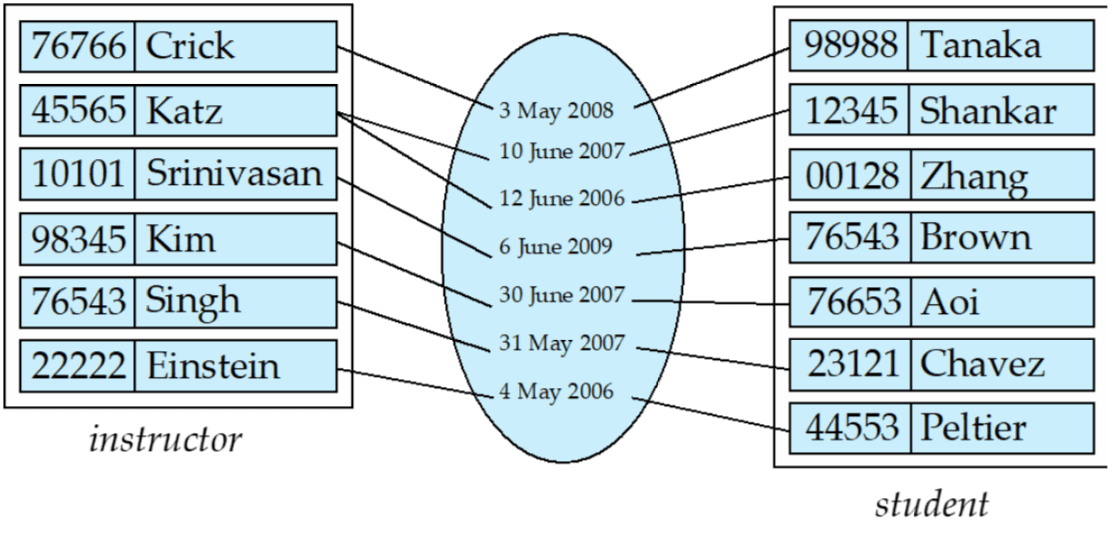 76766 Crick
45565 Katz
10101 Srinivasan
98345 Kim
76543 Singh
22222 Einstein
instructor
3 May 2008
10 June 2007
12 June 2006
6 June 2009
30 June 2007
31 May 2007
4 May 2006
98988 Tanaka
12345 Shankar
00128 Zhang
76543 Brown
76653 Aoi
23121 Chavez
44553 Peltier
student